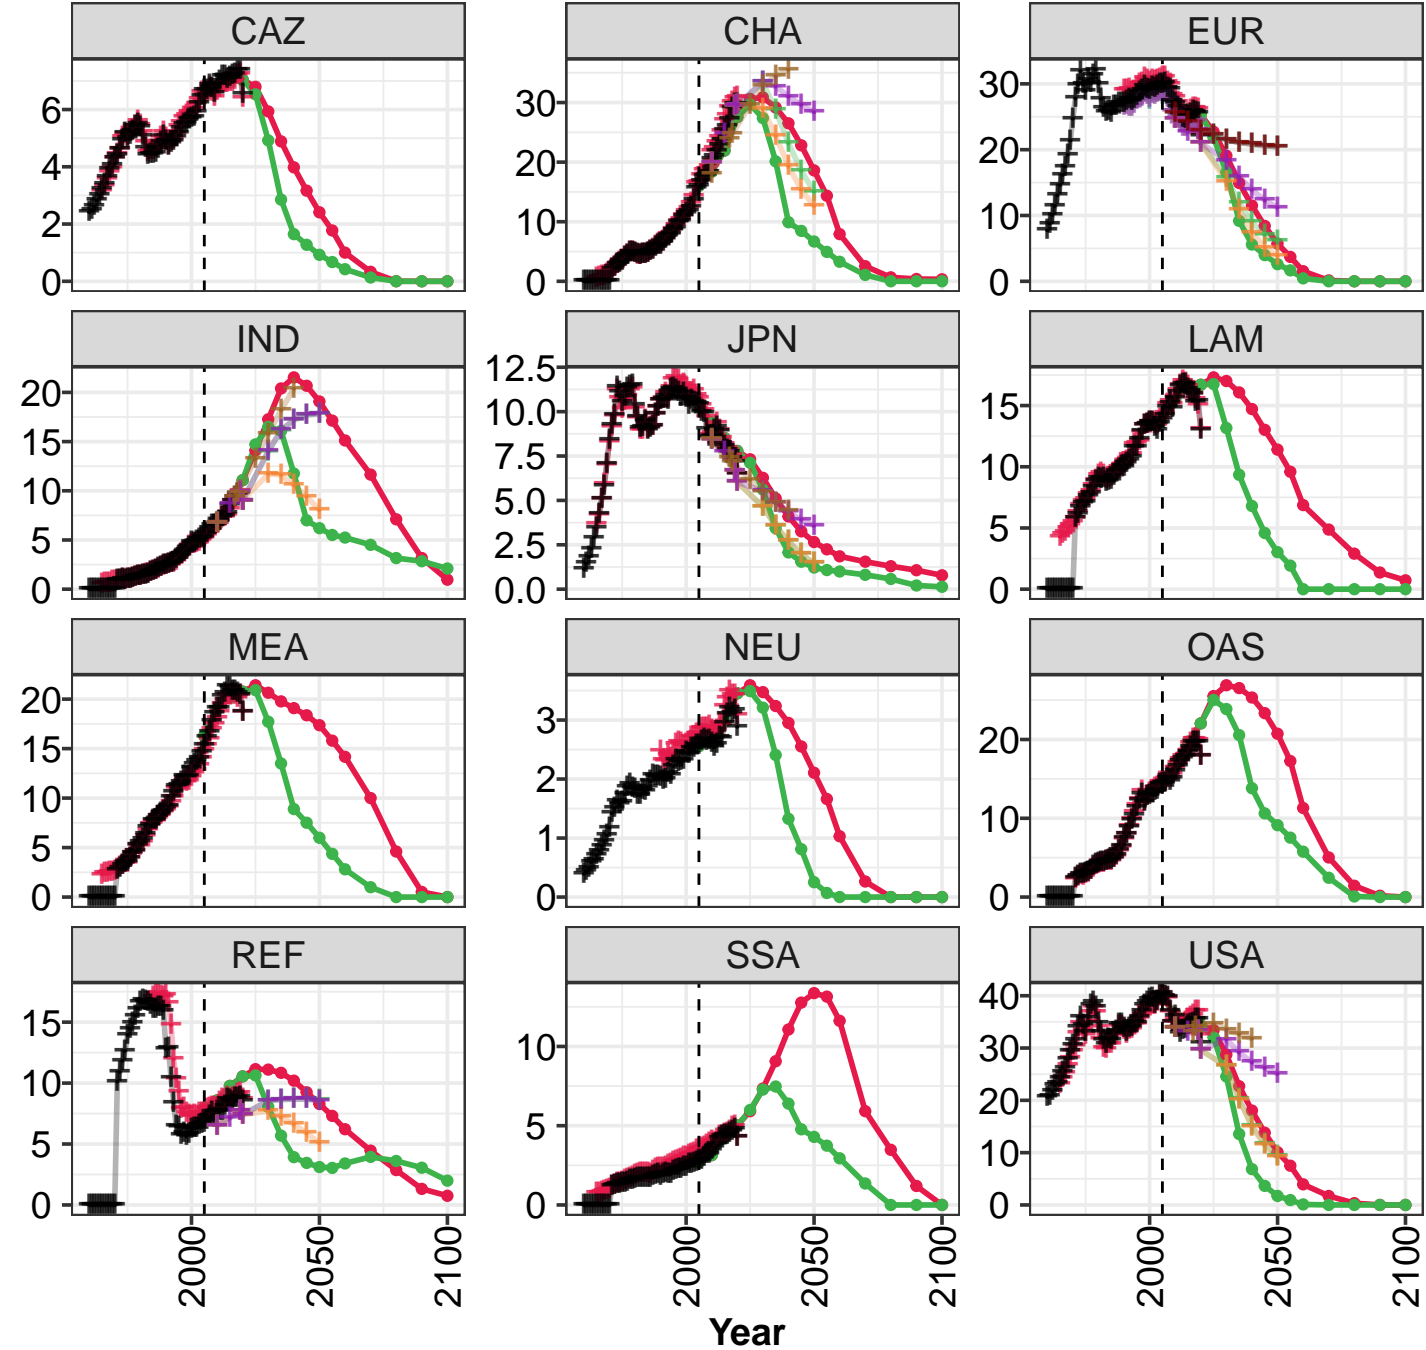 CAZ CHA EUR
6 4 2 0
30 20 10 0
30 20 10 0
IND JPN LAM
20 15 10 5 0
12.5 10.0 7.5 5.0 2.5 0.0
15 10 5 0
MEA NEU OAS
20 15 10 5 0
3 2 1 0
20 10 0
REF SSA USA
15 10 5 0
10 5 0
40 30 20 10 0
2000 2050 2100 2000 2050 2100 2000 2050 2100
Year